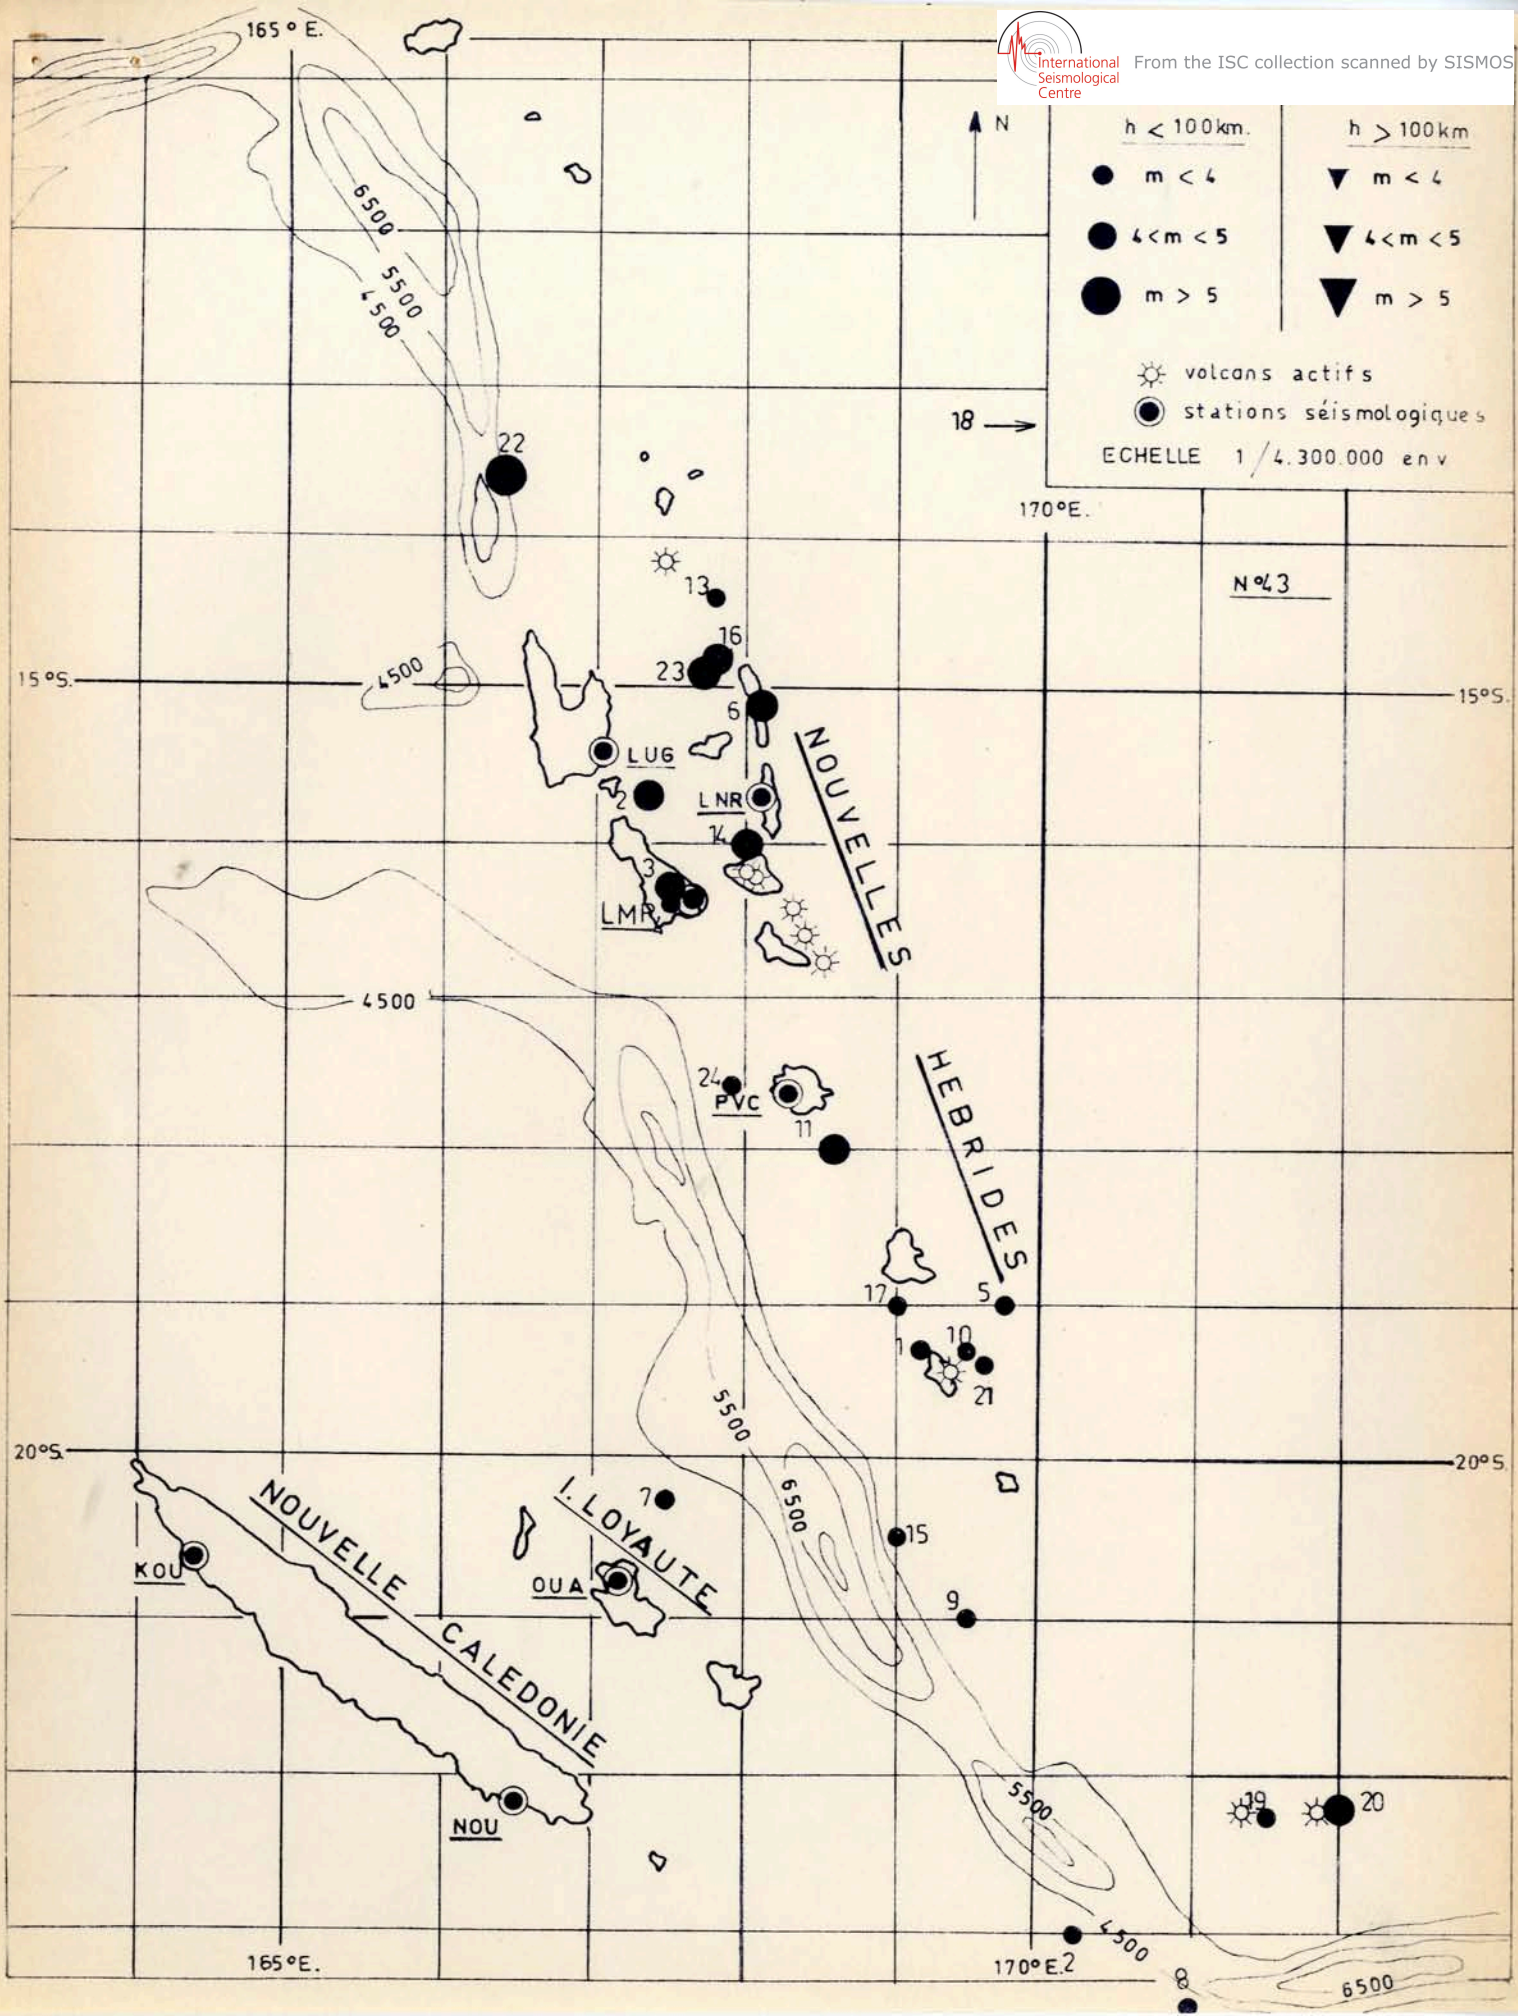 165° E.
International
Seismological
Centre
From the ISC collection scanned by SISMOS
N
h < 100km.
h > 100km
m < 4
m < 4
4<m < 5
4<m <5
m > 5
m > 5
volcans actifs
stations séismologiques
ECHELLE 1/4.300.000 env
6500
5500
4500
18
22
170°E.
N°43
13
16
23
15°S.
4500
15°S.
6
LUG
2
LNR
14
3
LMP
NOUVELLES
4500
24
PVC
11
HEBRIDES
17
5
1
10
21
5500
20°S.
20°S.
7
I. LOYAUTE
6500
15
NOUVELLE CALEDONIE
KOU
OUA
9
5500
19
20
NOU
4500
165°E.
170°E.
2
8
6500